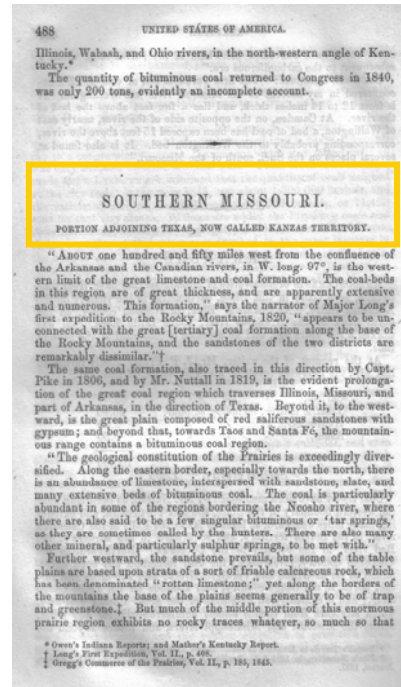 488 UNITED STATES OF AMERICA.
Illinois, Wabash, and Ohio rivers, in the north-western angle of Ken-
tucky.*
The quantity of bituminous coal returned to Congress in 1840,
was only 200 tons, evidently an incomplete account.
SOUTHERN MISSOURI.
PORTION ADJOINING TEXAS, NOW CALLED KANZAS TERRITORY.
"ABOUT one hundred and fifty miles west from the confluence of
the Arkansas and the Canadian rivers, in W. long. 97°, is the west-
ern limit of the great limestone and coal formation. The coal-beds
in this region are of great thickness, and are apparently extensive
and numerous. This formation," says the narrator of Major Long's
first expedition to the Rocky Mountains, 1820, "appears to be un-
connected with the great [tertiary] coal formation along the base of
the Rocky Mountains, and the sandstones of the two districts are
remarkably dissimilar."†
The same coal formation, also traced in this direction by Capt.
Pike in 1806, and by Mr. Nuttall in 1819, is the evident prolonga-
tion of the great coal region which traverses Illinois, Missouri, and
part of Arkansas, in the direction of Texas. Beyond it, to the west-
ward, is the great plain composed of red saliferous sandstones with
gypsum; and beyond that, towards Taos and Santa Fé, the mountain-
ous range contains a bituminous coal region.
"The geological constitution of the Prairies is exceedingly diver-
sified. Along the eastern border, especially towards the north, there
is an abundance of limestone, interspersed with sandstone, slate, and
many extensive beds of bituminous coal. The coal is particularly
abundant in some of the regions bordering the Neosho river, where
there are also said to be a few singular bituminous or 'tar springs,'
as they are sometimes called by the hunters. There are also many
other mineral, and particularly sulphur springs, to be met with."
Further westward, the sandstone prevails, but some of the table
plains are based upon strata of a sort of friable calcareous rock, which
has been denominated "rotten limestone;" yet along the borders of
the mountains the base of the plains seems generally to be of trap
and greenstone.‡ But much of the middle portion of this enormous
prairie region exhibits no rocky traces whatever, so much so that
* Owen's Indiana Reports; and Mather's Kentucky Report.
† Long's First Expedition, Vol. II., p. 408.
‡ Gregg's Commerce of the Prairies, Vol. II., p. 185, 1845.